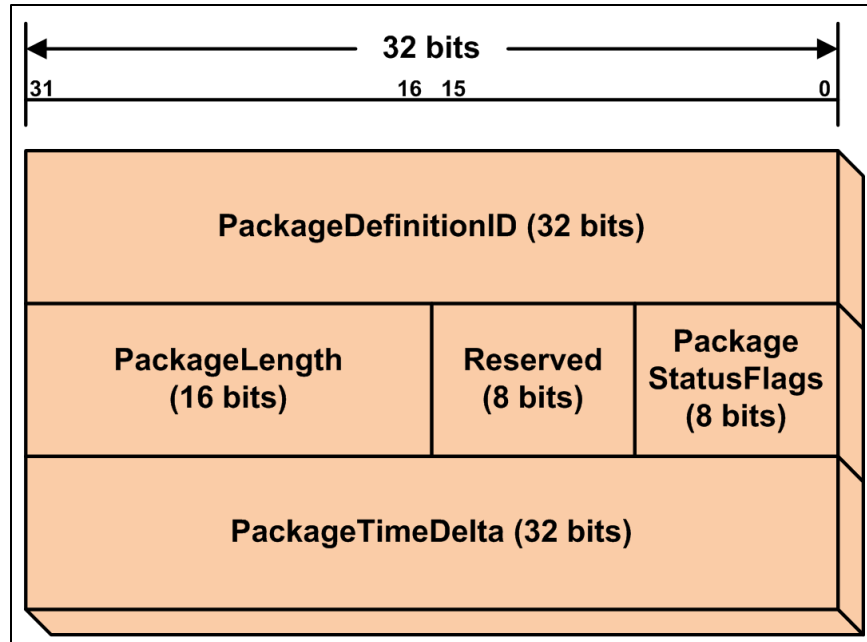 32 bits
31 16 15 0
PackageDefinitionID (32 bits)
PackageLength
(16 bits)
Reserved
(8 bits)
Package
StatusFlags
(8 bits)
PackageTimeDelta (32 bits)